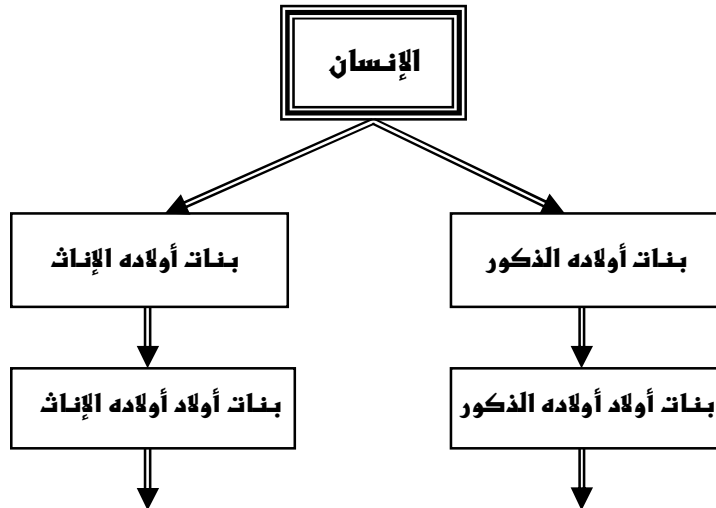 الإنسان
بنات أولاده الذكور
بنات أولاده الإناث
بنات أولاد أولاده الذكور
بنات أولاد أولاده الإناث